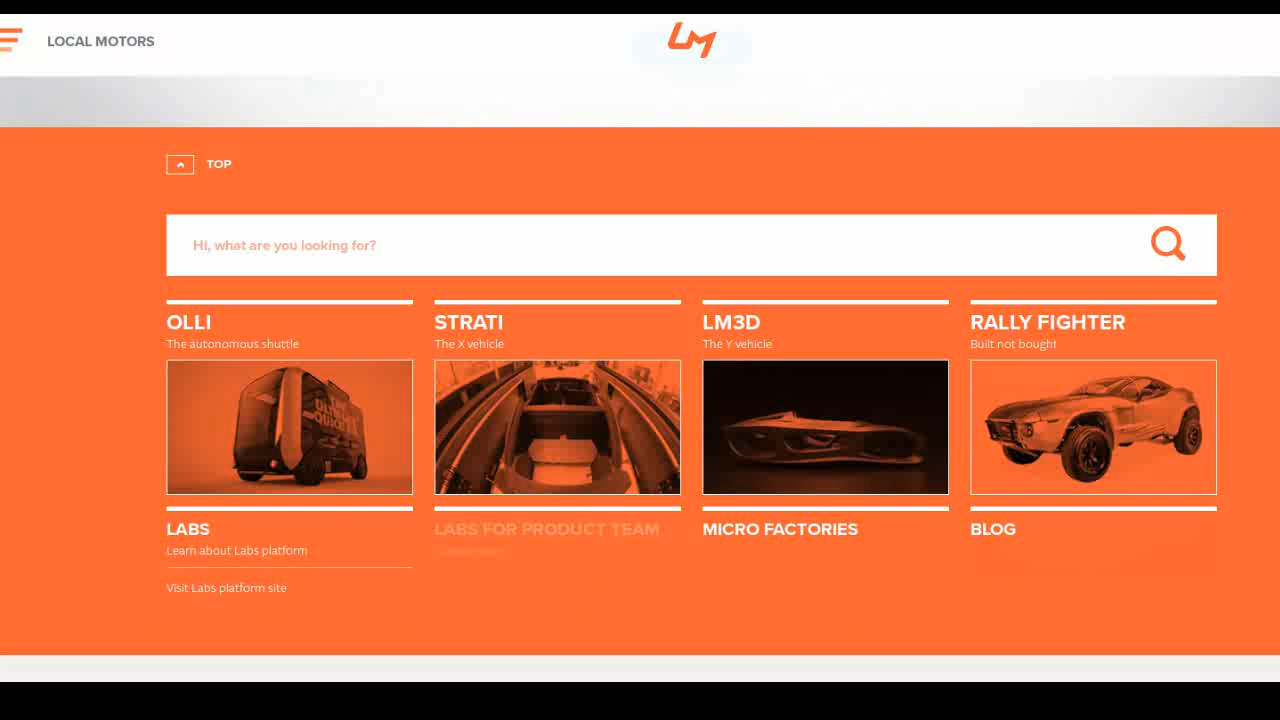 LOCAL MOTORS
LM
TOP
Hi, what are you looking for?
OLLI
The autonomous shuttle
STRATI
The X vehicle
LM3D
The Y vehicle
RALLY FIGHTER
Built not bought
LABS
Learn about Labs platform
Visit Labs platform site
LABS FOR PRODUCT TEAM
MICRO FACTORIES
BLOG